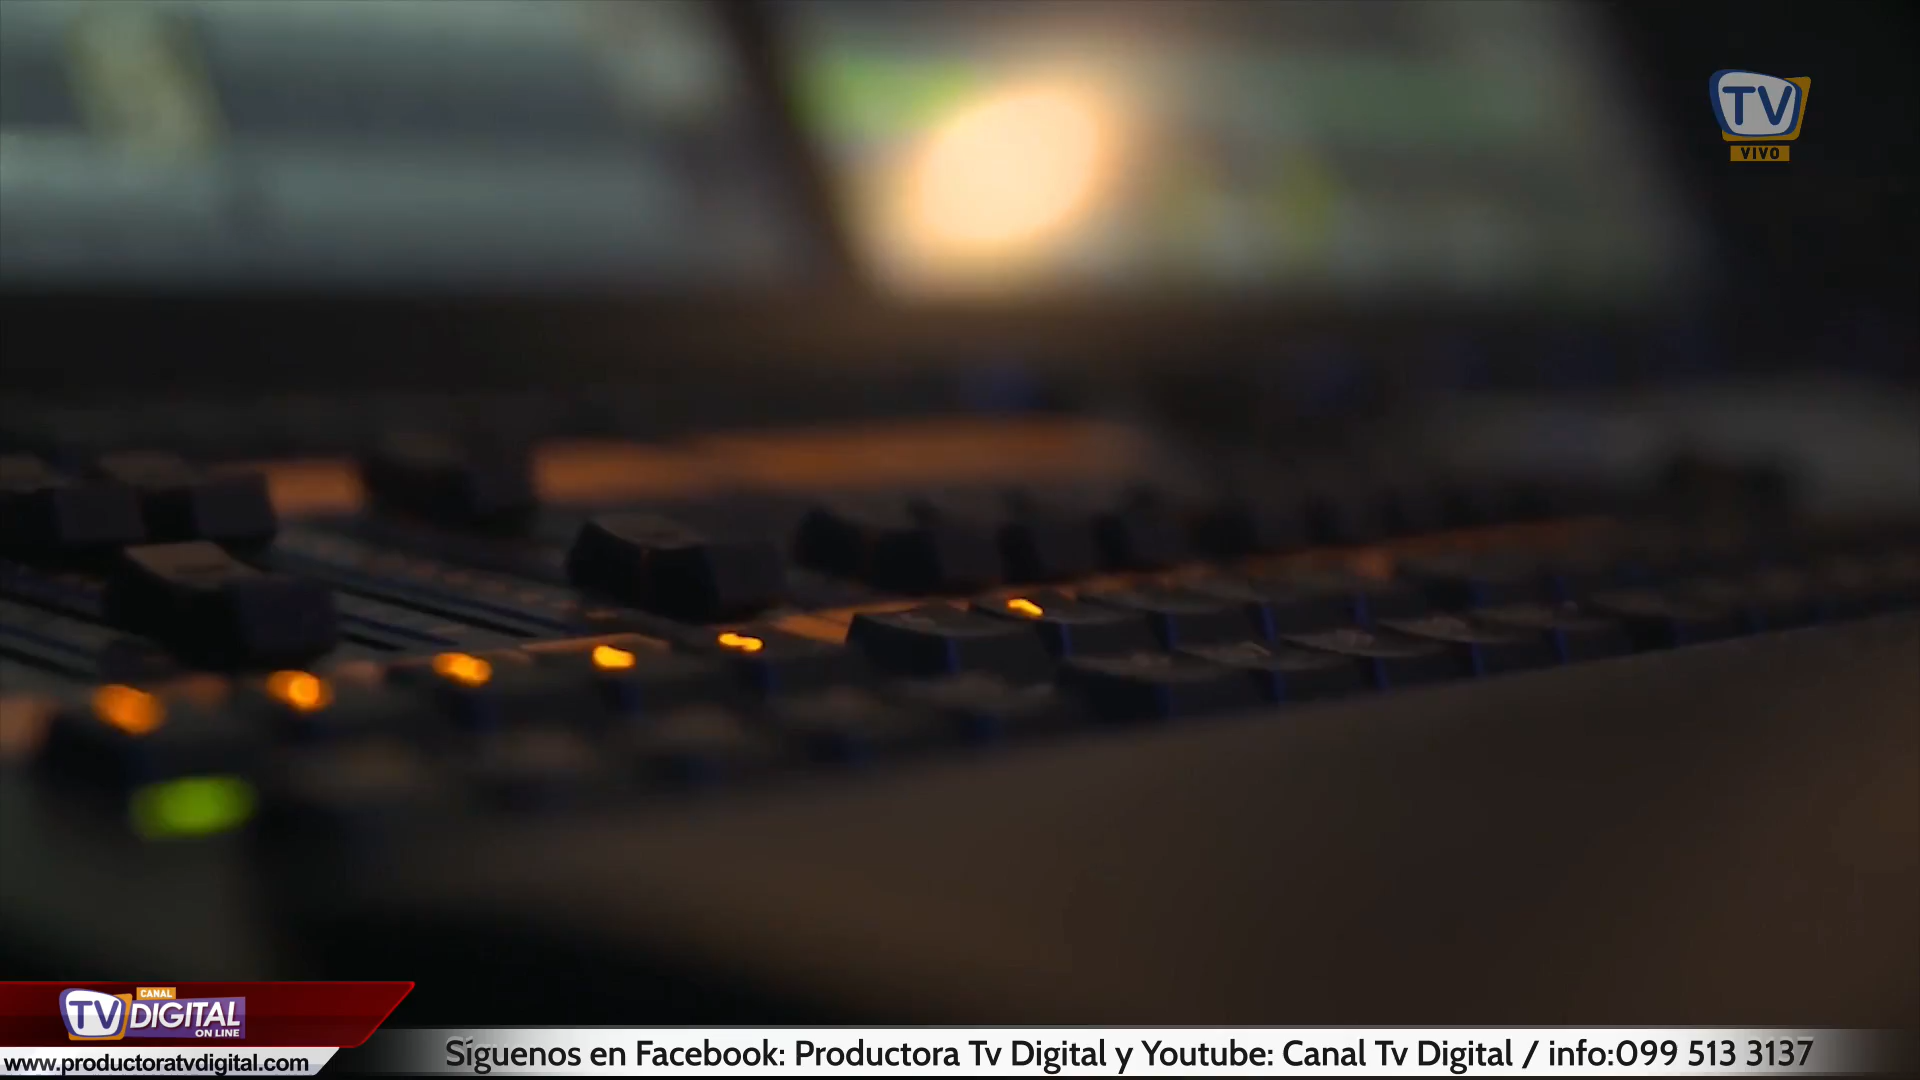 TV
VIVO
CANAL
TV DIGITAL
ON LINE
www.productoratvdigital.com
Síguenos en Facebook: Productora Tv Digital y Youtube: Canal Tv Digital / info:099 513 3137